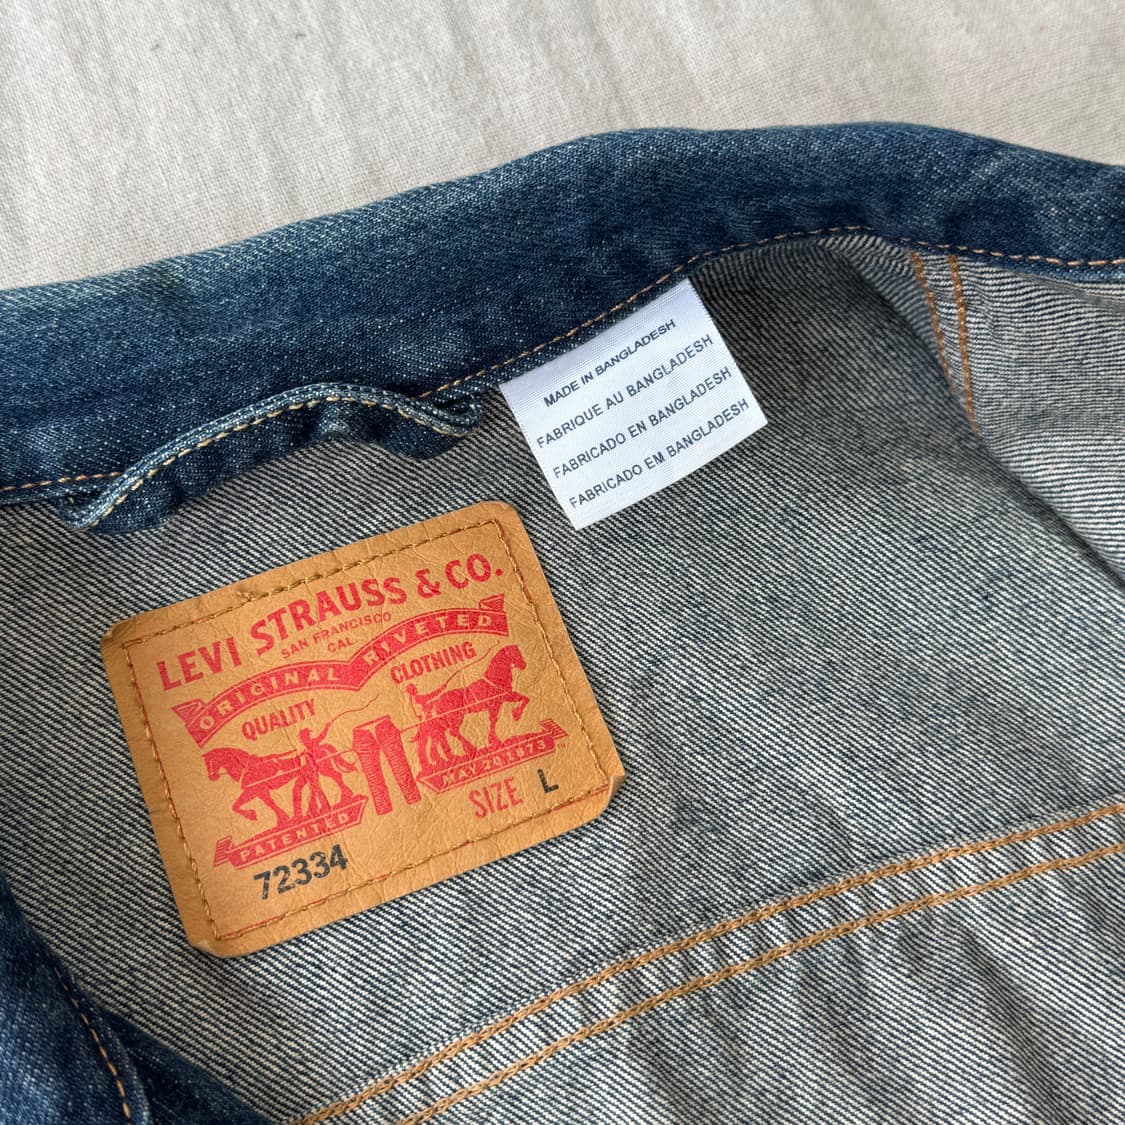 MADE IN BANGLADESH
FABRIQUE AU BANGLADESH
FABRICADO EN BANGLADESH
FABRICADO EM BANGLADESH
LEVI STRAUSS & CO.
SAN FRANCISCO
CAL
ORIGINAL RIVETED
QUALITY CLOTHING
PATENTED MAY 20 1873 ™
SIZE L
72334